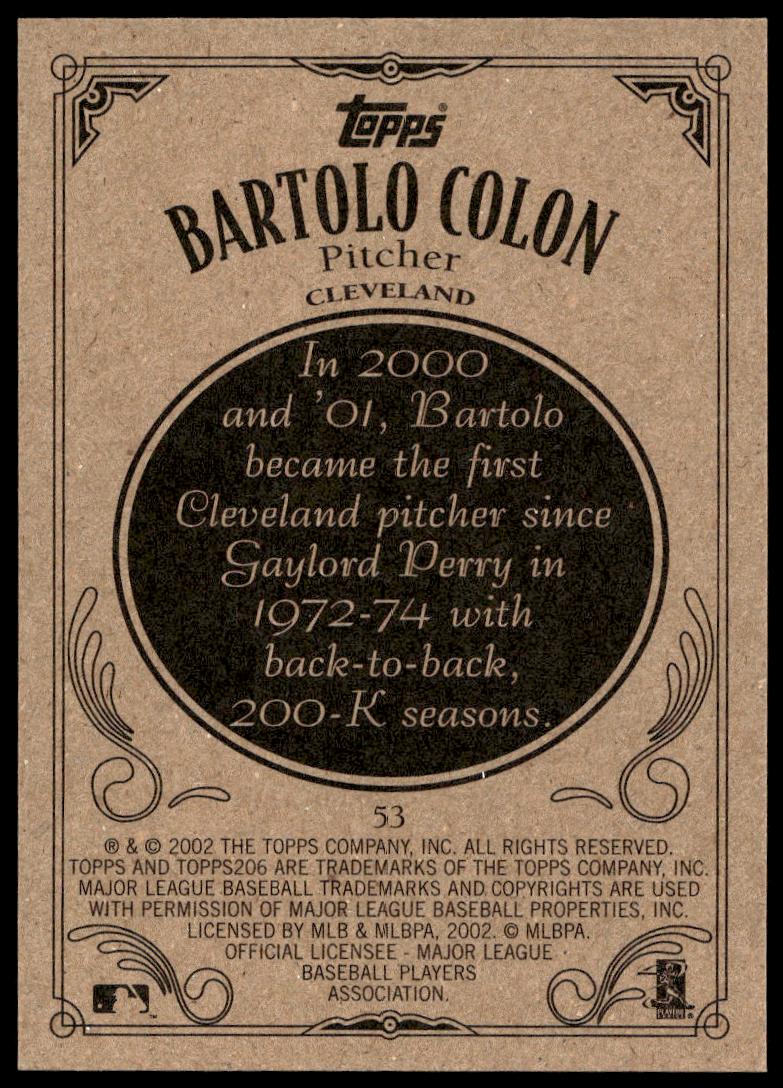 Topps®
BARTOLO COLON
Pitcher
CLEVELAND
In 2000
and '01, Bartolo
became the first
Cleveland pitcher since
Gaylord Perry in
1972-74 with
back-to-back,
200-K seasons.
53
® & © 2002 THE TOPPS COMPANY, INC. ALL RIGHTS RESERVED.
TOPPS AND TOPPS206 ARE TRADEMARKS OF THE TOPPS COMPANY, INC.
MAJOR LEAGUE BASEBALL TRADEMARKS AND COPYRIGHTS ARE USED
WITH PERMISSION OF MAJOR LEAGUE BASEBALL PROPERTIES, INC.
LICENSED BY MLB & MLBPA, 2002. © MLBPA.
OFFICIAL LICENSEE - MAJOR LEAGUE
BASEBALL PLAYERS
ASSOCIATION.